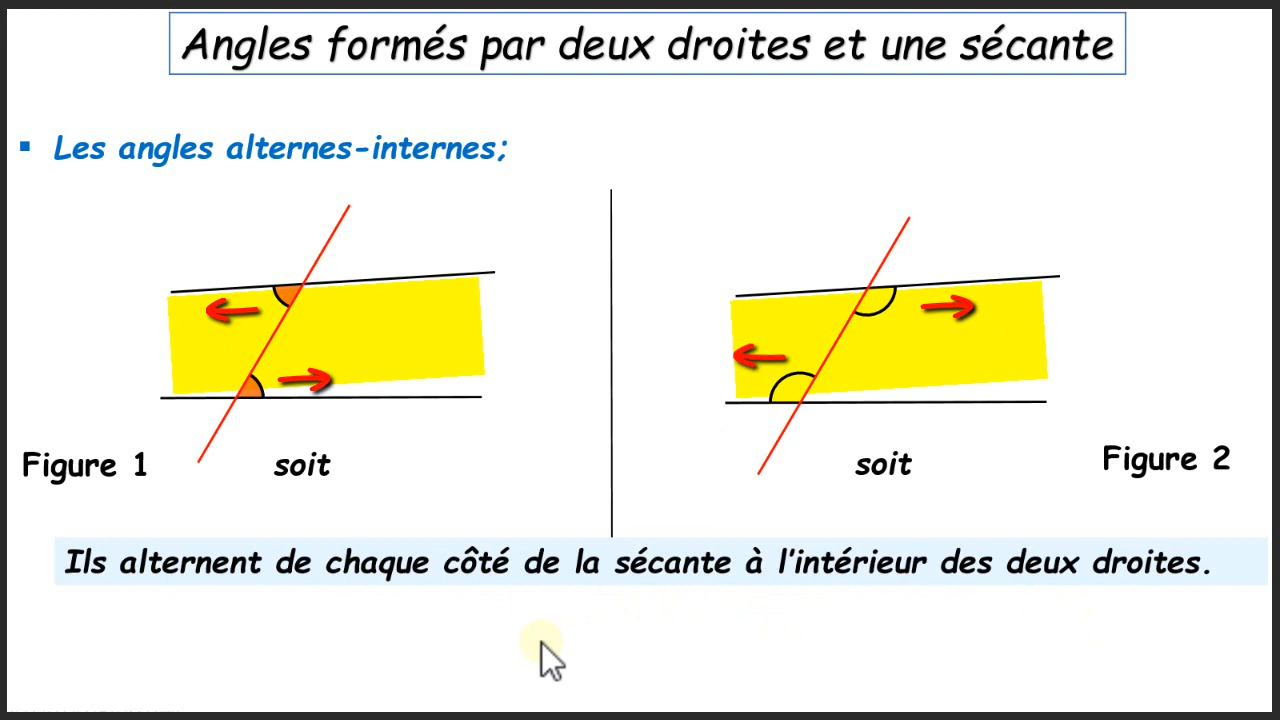 Angles formés par deux droites et une sécante
▪ Les angles alternes-internes;
Figure 1
soit
soit
Figure 2
Ils alternent de chaque côté de la sécante à l'intérieur des deux droites.